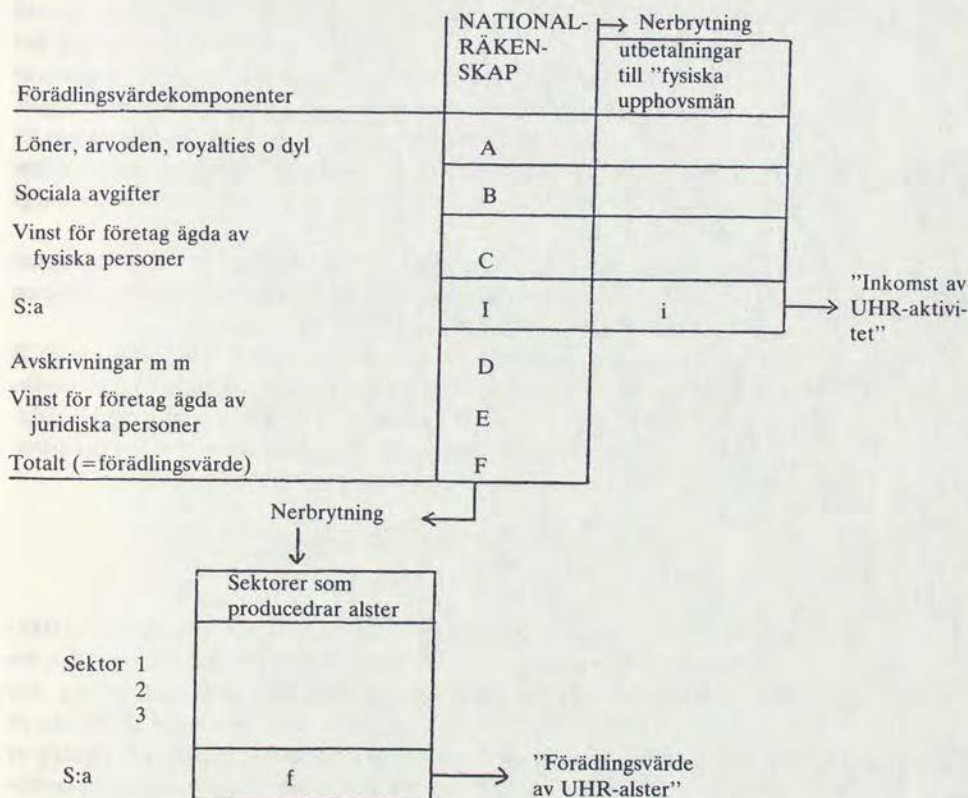 NATIONAL-
RÄKEN-
SKAP
Nerbrytning
utbetalningar
till ”fysiska
upphovsmän
Förädlingsvärdekomponenter
Löner, arvoden, royalties o dyl
A
Sociala avgifter
B
Vinst för företag ägda av
fysiska personer
C
S:a
I
i
”Inkomst av
UHR-aktivi-
tet”
Avskrivningar m m
D
Vinst för företag ägda av
juridiska personer
E
Totalt (=förädlingsvärde)
F
Nerbrytning
Sektorer som
producedrar alster
Sektor 1
2
3
S:a
f
”Förädlingsvärde
av UHR-alster”